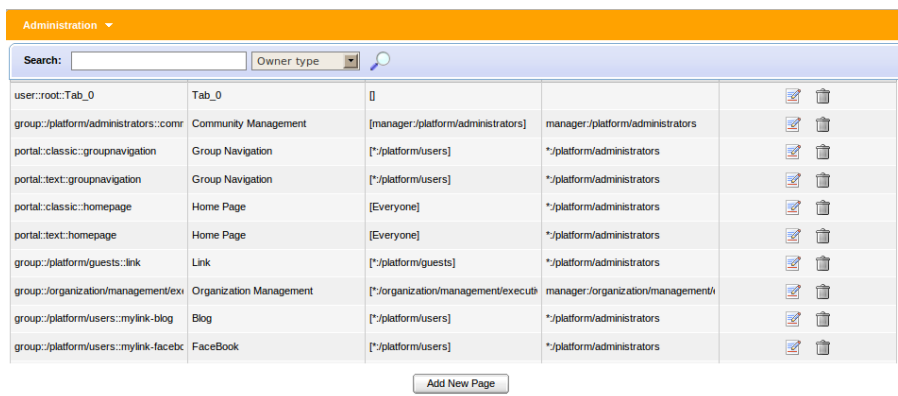 Administration
Search: Owner type
user::root::Tab_0 Tab_0 []
group::/platform/administrators::comm Community Management [manager:/platform/administrators] manager:/platform/administrators
portal::classic::groupnavigation Group Navigation [*:/platform/users] *:/platform/administrators
portal::text::groupnavigation Group Navigation [*:/platform/users] *:/platform/administrators
portal::classic::homepage Home Page [Everyone] *:/platform/administrators
portal::text::homepage Home Page [Everyone] *:/platform/administrators
group::/platform/guests::link Link [*:/platform/guests] *:/platform/administrators
group::/organization/management/exe Organization Management [*:/organization/management/executi manager:/organization/management/
group::/platform/users::mylink-blog Blog [*:/platform/users] *:/platform/administrators
group::/platform/users::mylink-facebo FaceBook [*:/platform/users] *:/platform/administrators
Add New Page